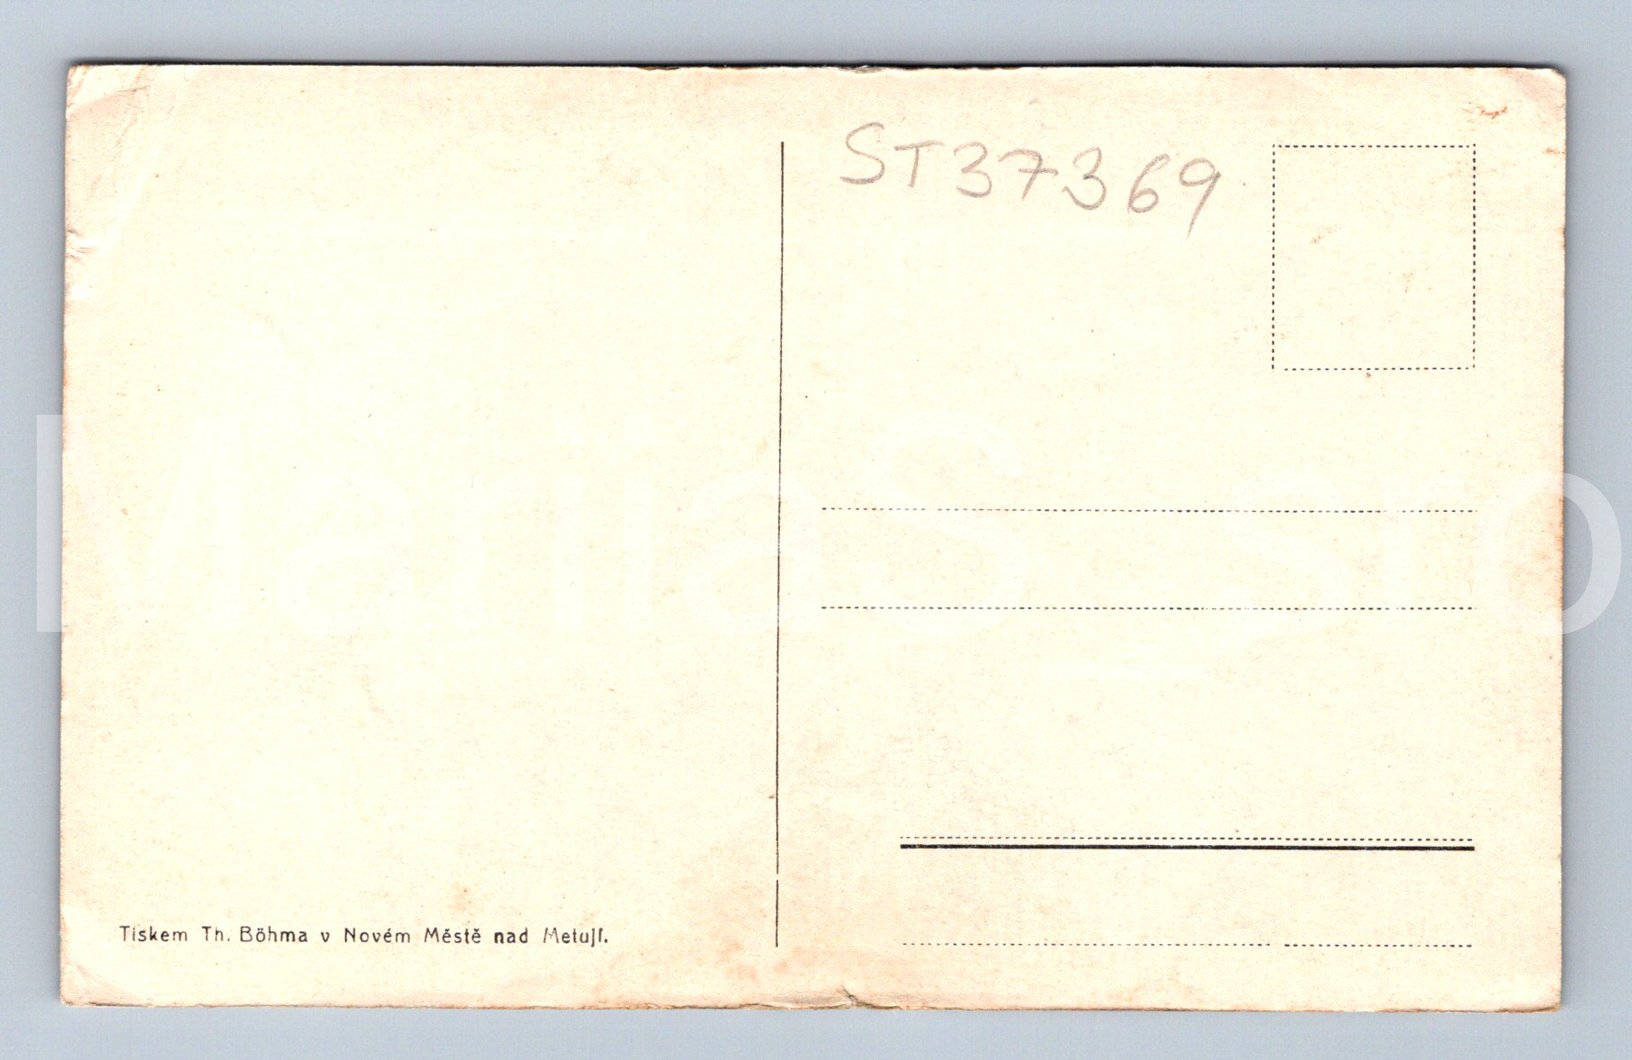 ST37369
Tiskem Th. Böhma v Novém Městě nad Metují.